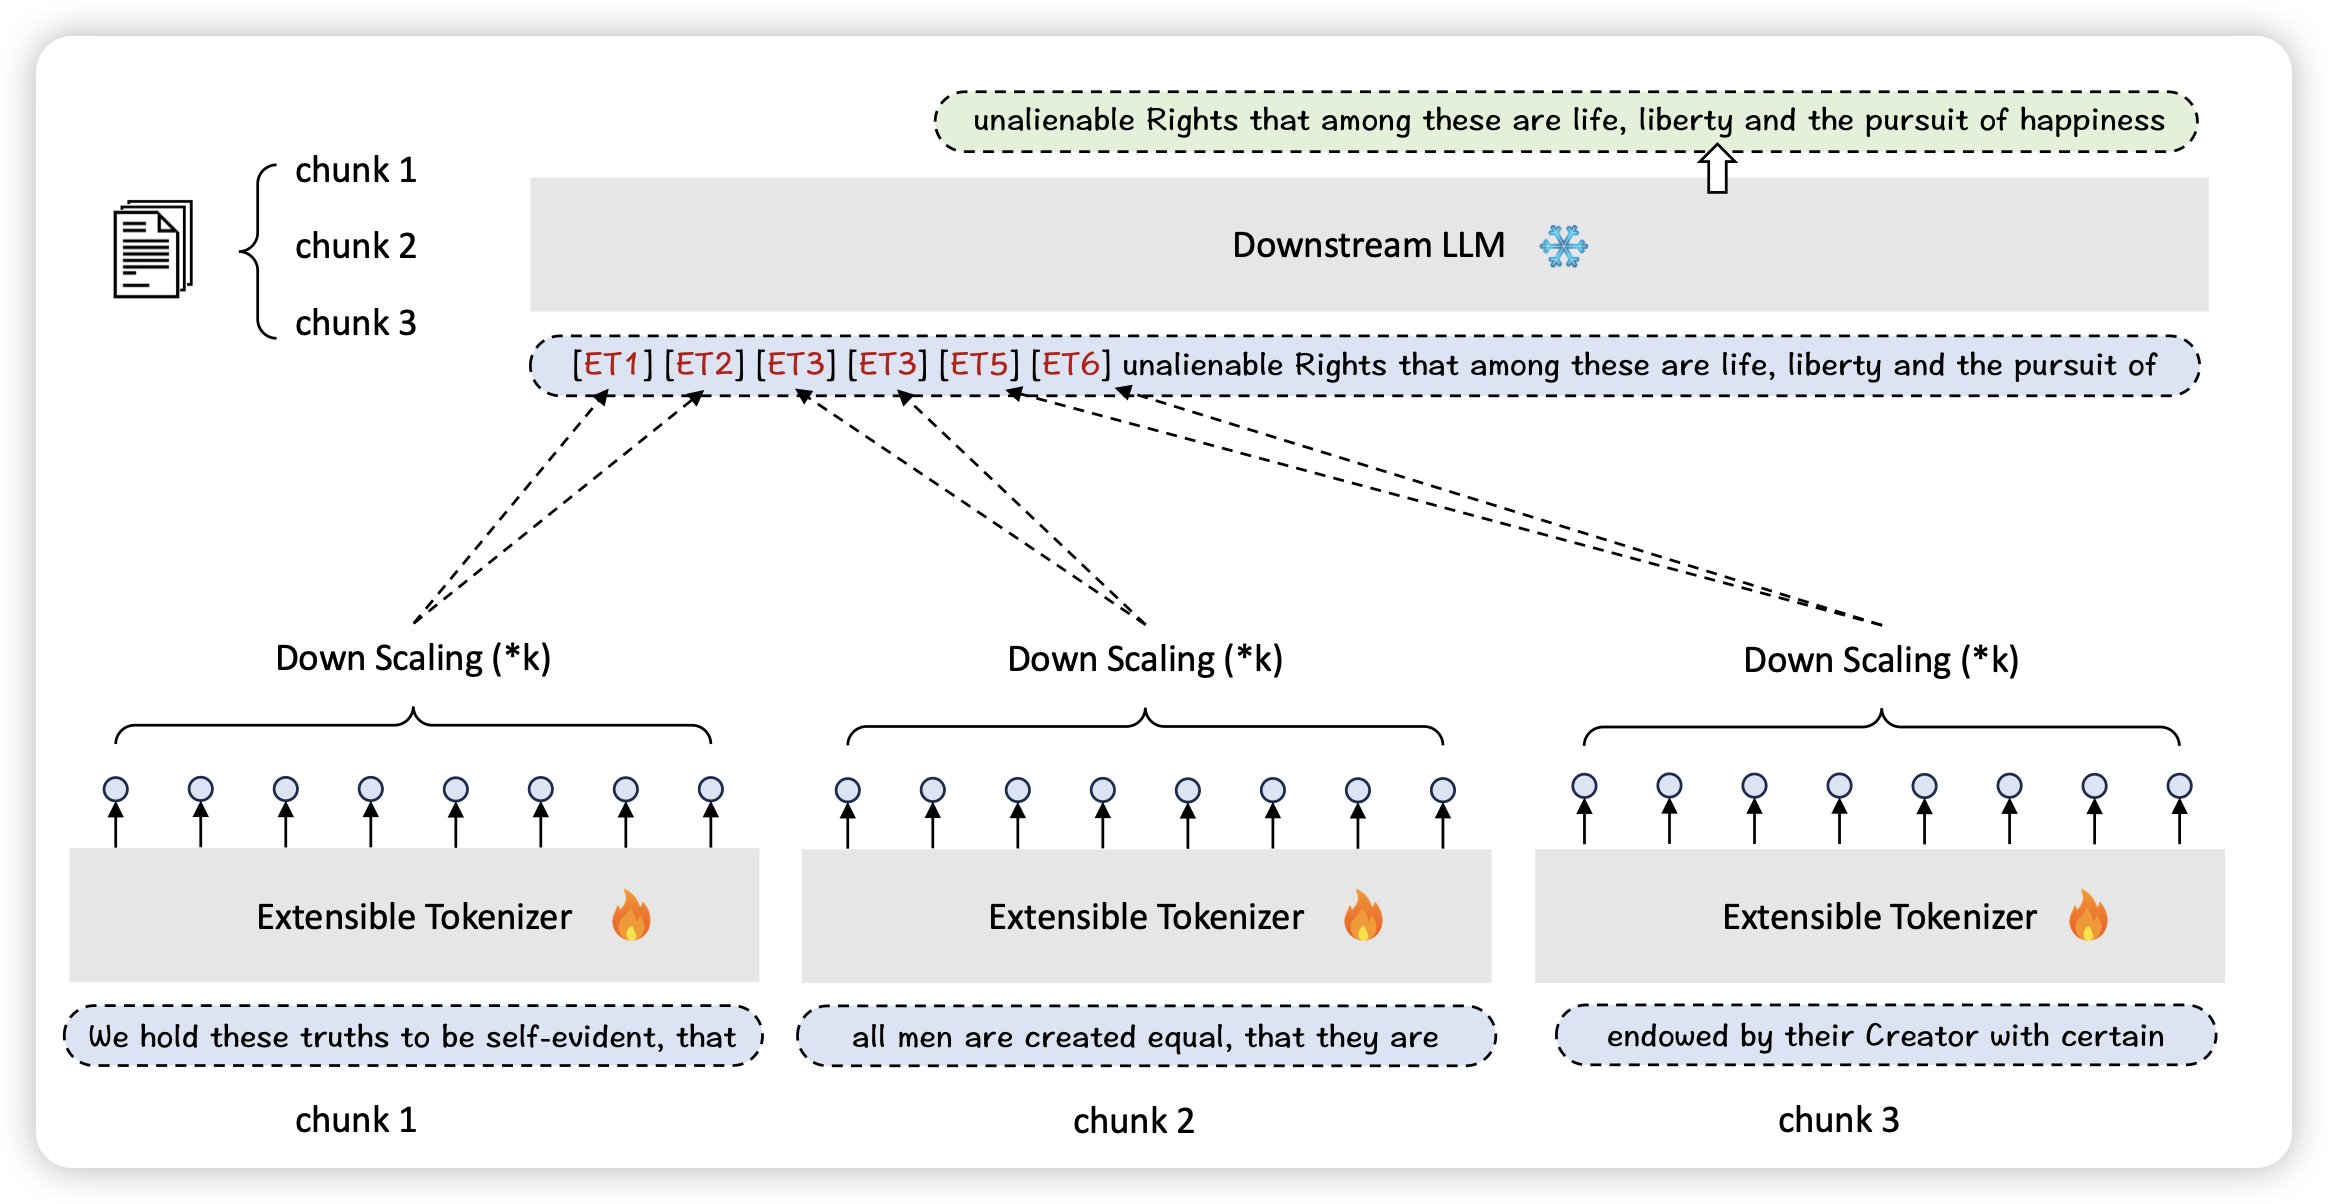 unalienable Rights that among these are life, liberty and the pursuit of happiness
chunk 1
chunk 2
chunk 3
Downstream LLM
[ET1] [ET2] [ET3] [ET3] [ET5] [ET6] unalienable Rights that among these are life, liberty and the pursuit of
Down Scaling (*k)
Down Scaling (*k)
Down Scaling (*k)
Extensible Tokenizer
Extensible Tokenizer
Extensible Tokenizer
We hold these truths to be self-evident, that
all men are created equal, that they are
endowed by their Creator with certain
chunk 1
chunk 2
chunk 3